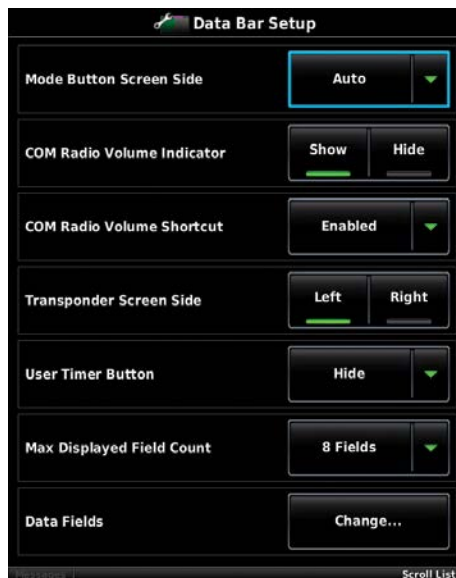 Data Bar Setup
Mode Button Screen Side Auto
COM Radio Volume Indicator Show Hide
COM Radio Volume Shortcut Enabled
Transponder Screen Side Left Right
User Timer Button Hide
Max Displayed Field Count 8 Fields
Data Fields Change...
Messages Scroll List